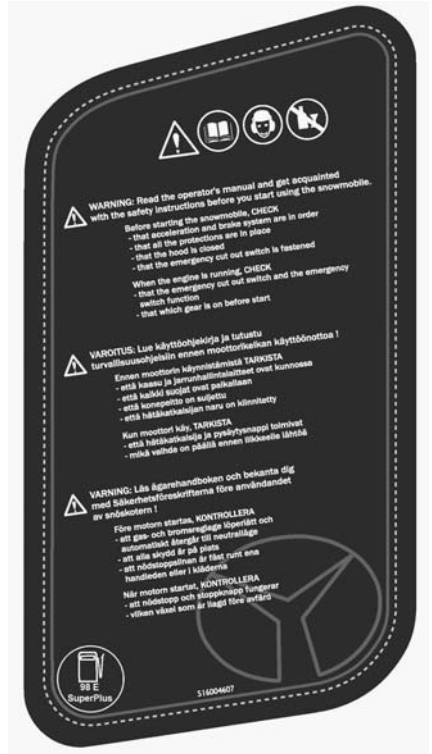 WARNING: Read the operator's manual and get acquainted
with the safety instructions before you start using the snowmobile.
Before starting the snowmobile, CHECK
- that acceleration and brake system are in order
- that all the protections are in place
- that the hood is closed
- that the emergency cut out switch is fastened
When the engine is running, CHECK
- that the emergency cut out switch and the emergency
switch function
- that which gear is on before start
VAROITUS: Lue käyttöohjekirja ja tutustu
turvallisuusohjeisiin ennen moottorikelkan käyttöönottoa !
Ennen moottorin käynnistämistä TARKISTA
- että kaasu ja jarrunhallintalaitteet ovat kunnossa
- että kaikki suojat ovat paikallaan
- että konepeitto on suljettu
- että hätäkatkaisijan naru on kiinnitetty
Kun moottori käy, TARKISTA
- että hätäkatkaisija ja pysäytysnappi toimivat
- mikä vaihde on päällä ennen liikkeelle lähtöä
VARNING: Läs ägarehandboken och bekanta dig
med Sökerhetsföreskrifterna före användandet
av snöskotern !
Före motorn startas, KONTROLLERA
- att gas- och bromsreglage löperlätt och
automatiskt återgår till neutralläge
- att alla skydd är på plats
- att nödstoppslinan är fäst runt ena
handleden eller i kläderna
När motorn startat, KONTROLLERA
- att nödstopp och stoppknapp fungerar
- vilken växel som är ilagd före avfärd
98 E
SuperPlus
516004607